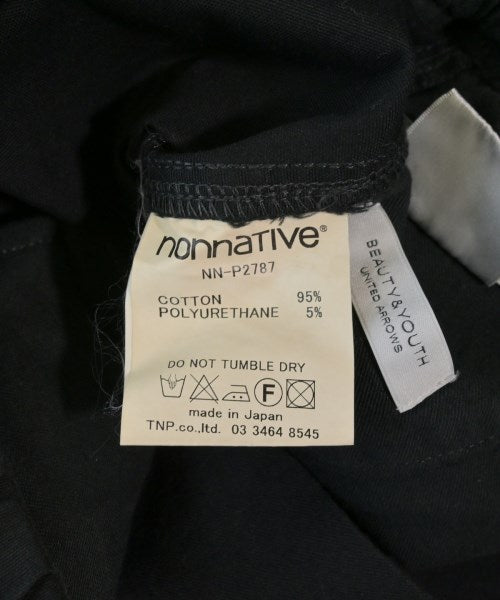 nonnative®
NN-P2787
COTTON 95%
POLYURETHANE 5%
DO NOT TUMBLE DRY
F
made in Japan
TNP.co.,ltd. 03 3464 8545
BEAUTY&YOUTH
UNITED ARROWS